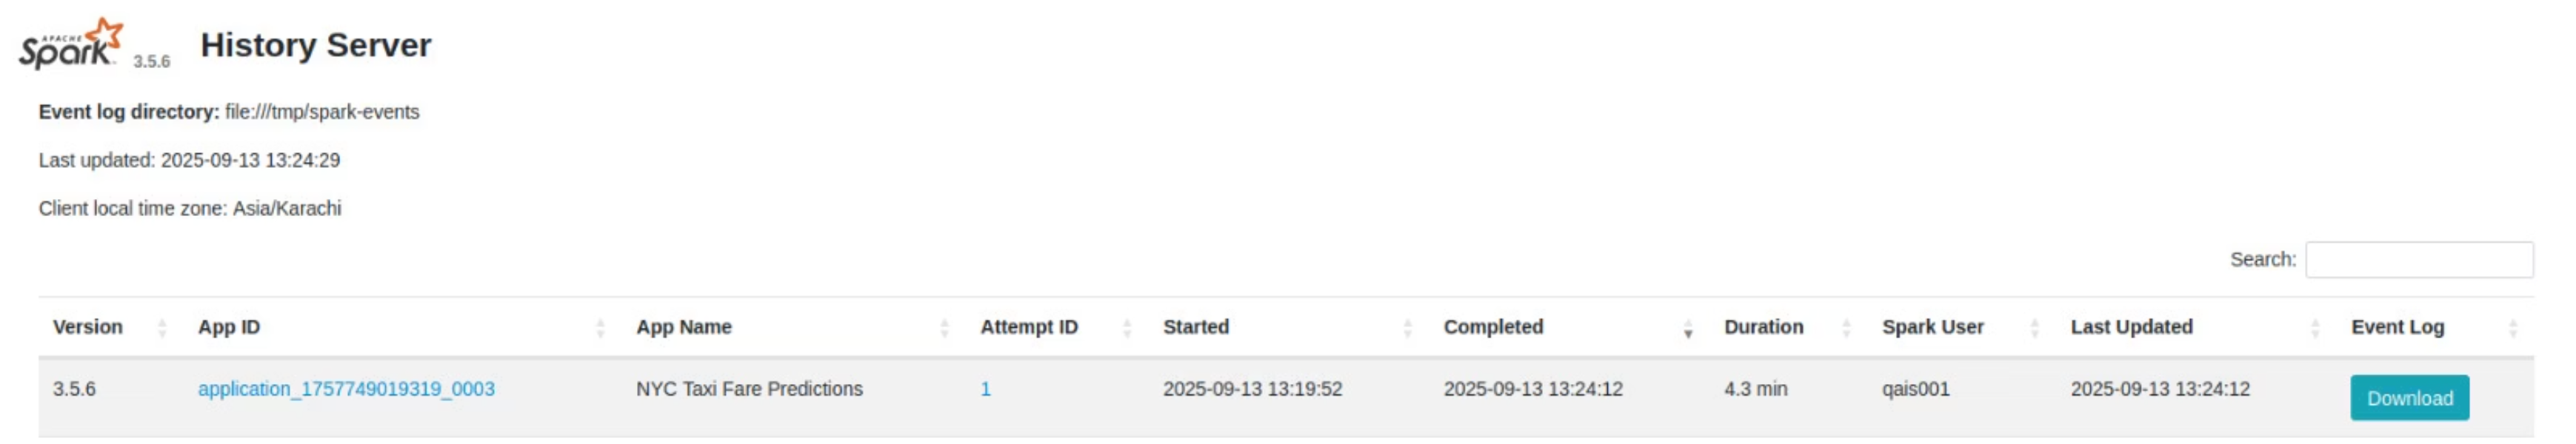 APACHE
Spark 3.5.6 History Server
Event log directory: file:///tmp/spark-events
Last updated: 2025-09-13 13:24:29
Client local time zone: Asia/Karachi
Search:
Version App ID App Name Attempt ID Started Completed Duration Spark User Last Updated Event Log
3.5.6 application_1757749019319_0003 NYC Taxi Fare Predictions 1 2025-09-13 13:19:52 2025-09-13 13:24:12 4.3 min qais001 2025-09-13 13:24:12 Download